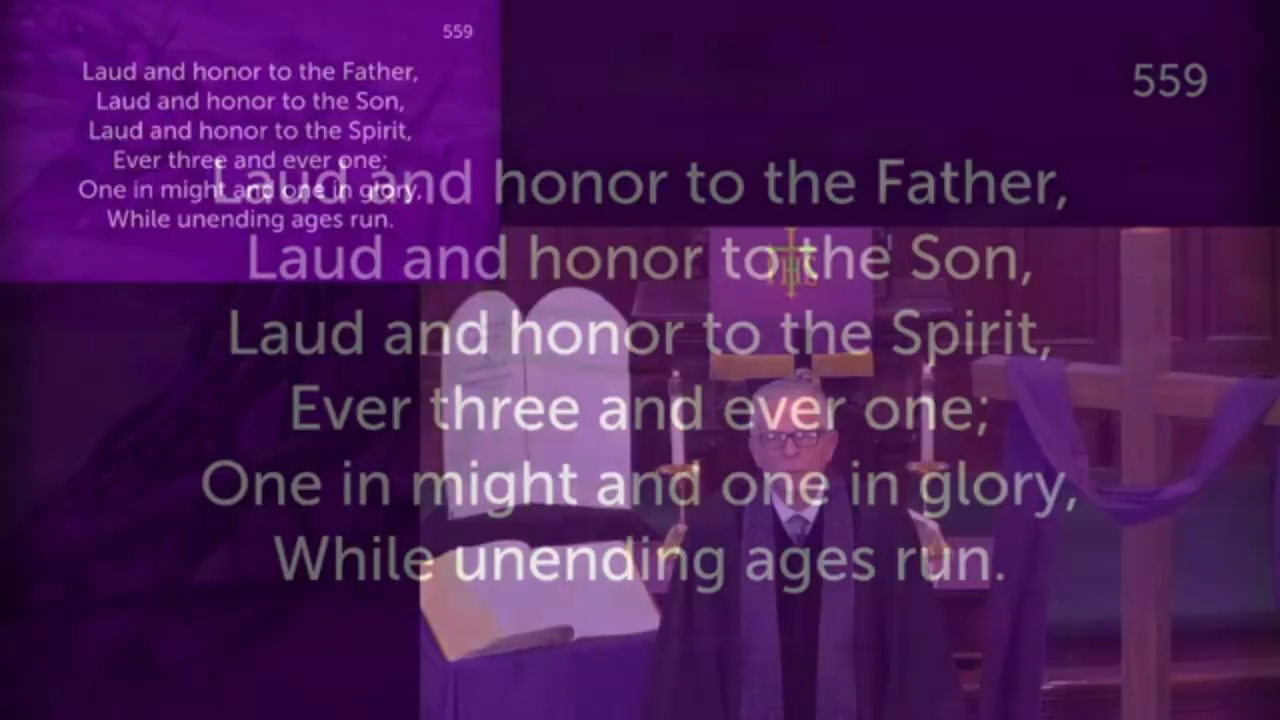 559
Laud and honor to the Father,
Laud and honor to the Son,
Laud and honor to the Spirit,
Ever three and ever one;
One in might and one in glory,
While unending ages run.
559
Laud and honor to the Father,
Laud and honor to the Son,
Laud and honor to the Spirit,
Ever three and ever one;
One in might and one in glory,
While unending ages run.
IHS